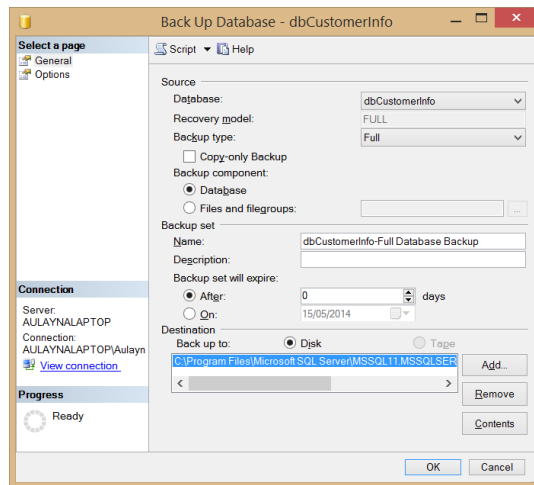 Back Up Database - dbCustomerInfo
Select a page
General
Options
Script Help
Source
Database: dbCustomerInfo
Recovery model: FULL
Backup type: Full
Copy-only Backup
Backup component:
Database
Files and filegroups: ...
Backup set
Name: dbCustomerInfo-Full Database Backup
Description:
Backup set will expire:
After: 0 days
On: 15/05/2014
Destination
Back up to: Disk Tape
C:\Program Files\Microsoft SQL Server\MSSQL11.MSSQLSER
Add...
Remove
Contents
Connection
Server:
AULAYNALAPTOP
Connection:
AULAYNALAPTOP\Aulayn
View connection
Progress
Ready
OK Cancel